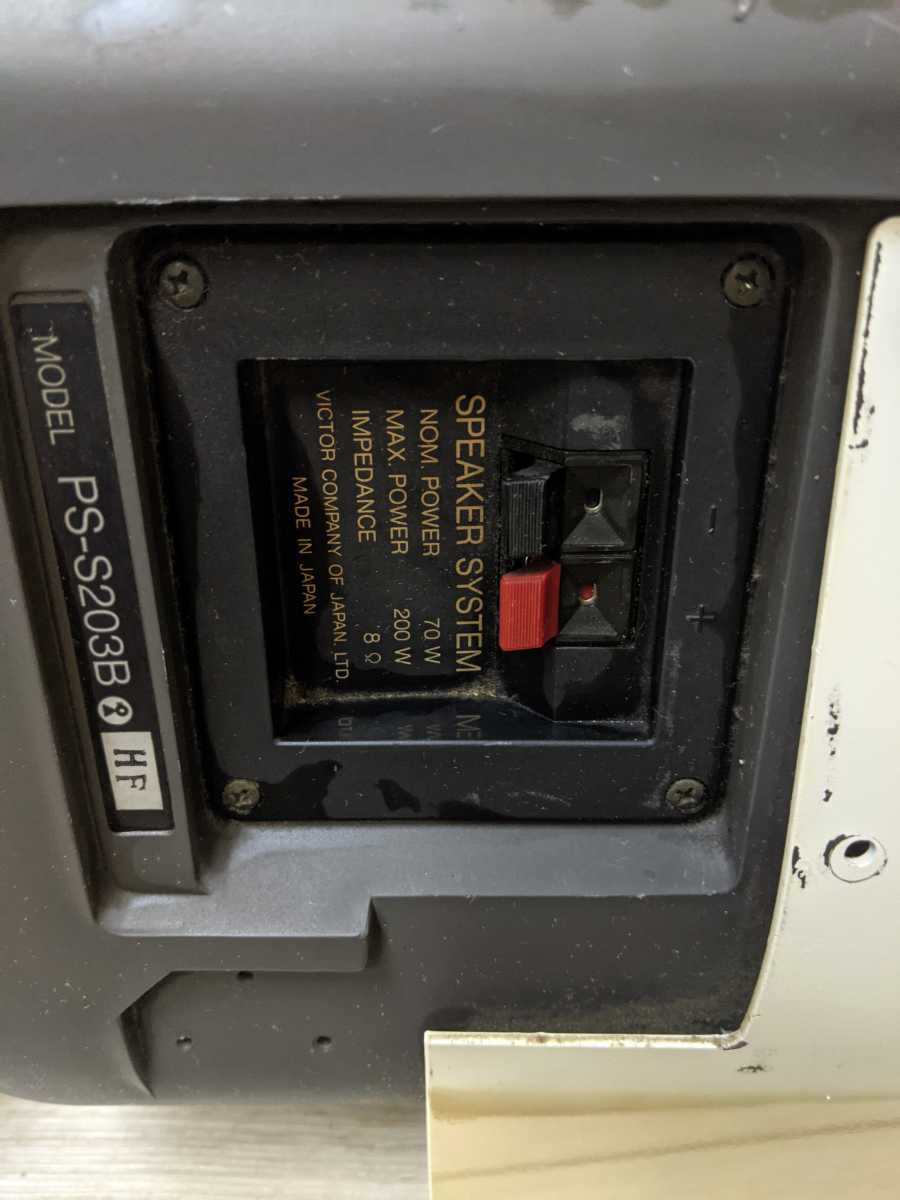 MODEL PS-S203B HF
SPEAKER SYSTEM
NOM. POWER 70 W
MAX. POWER 200 W
IMPEDANCE 8 Ω
VICTOR COMPANY OF JAPAN, LTD.
MADE IN JAPAN
- +